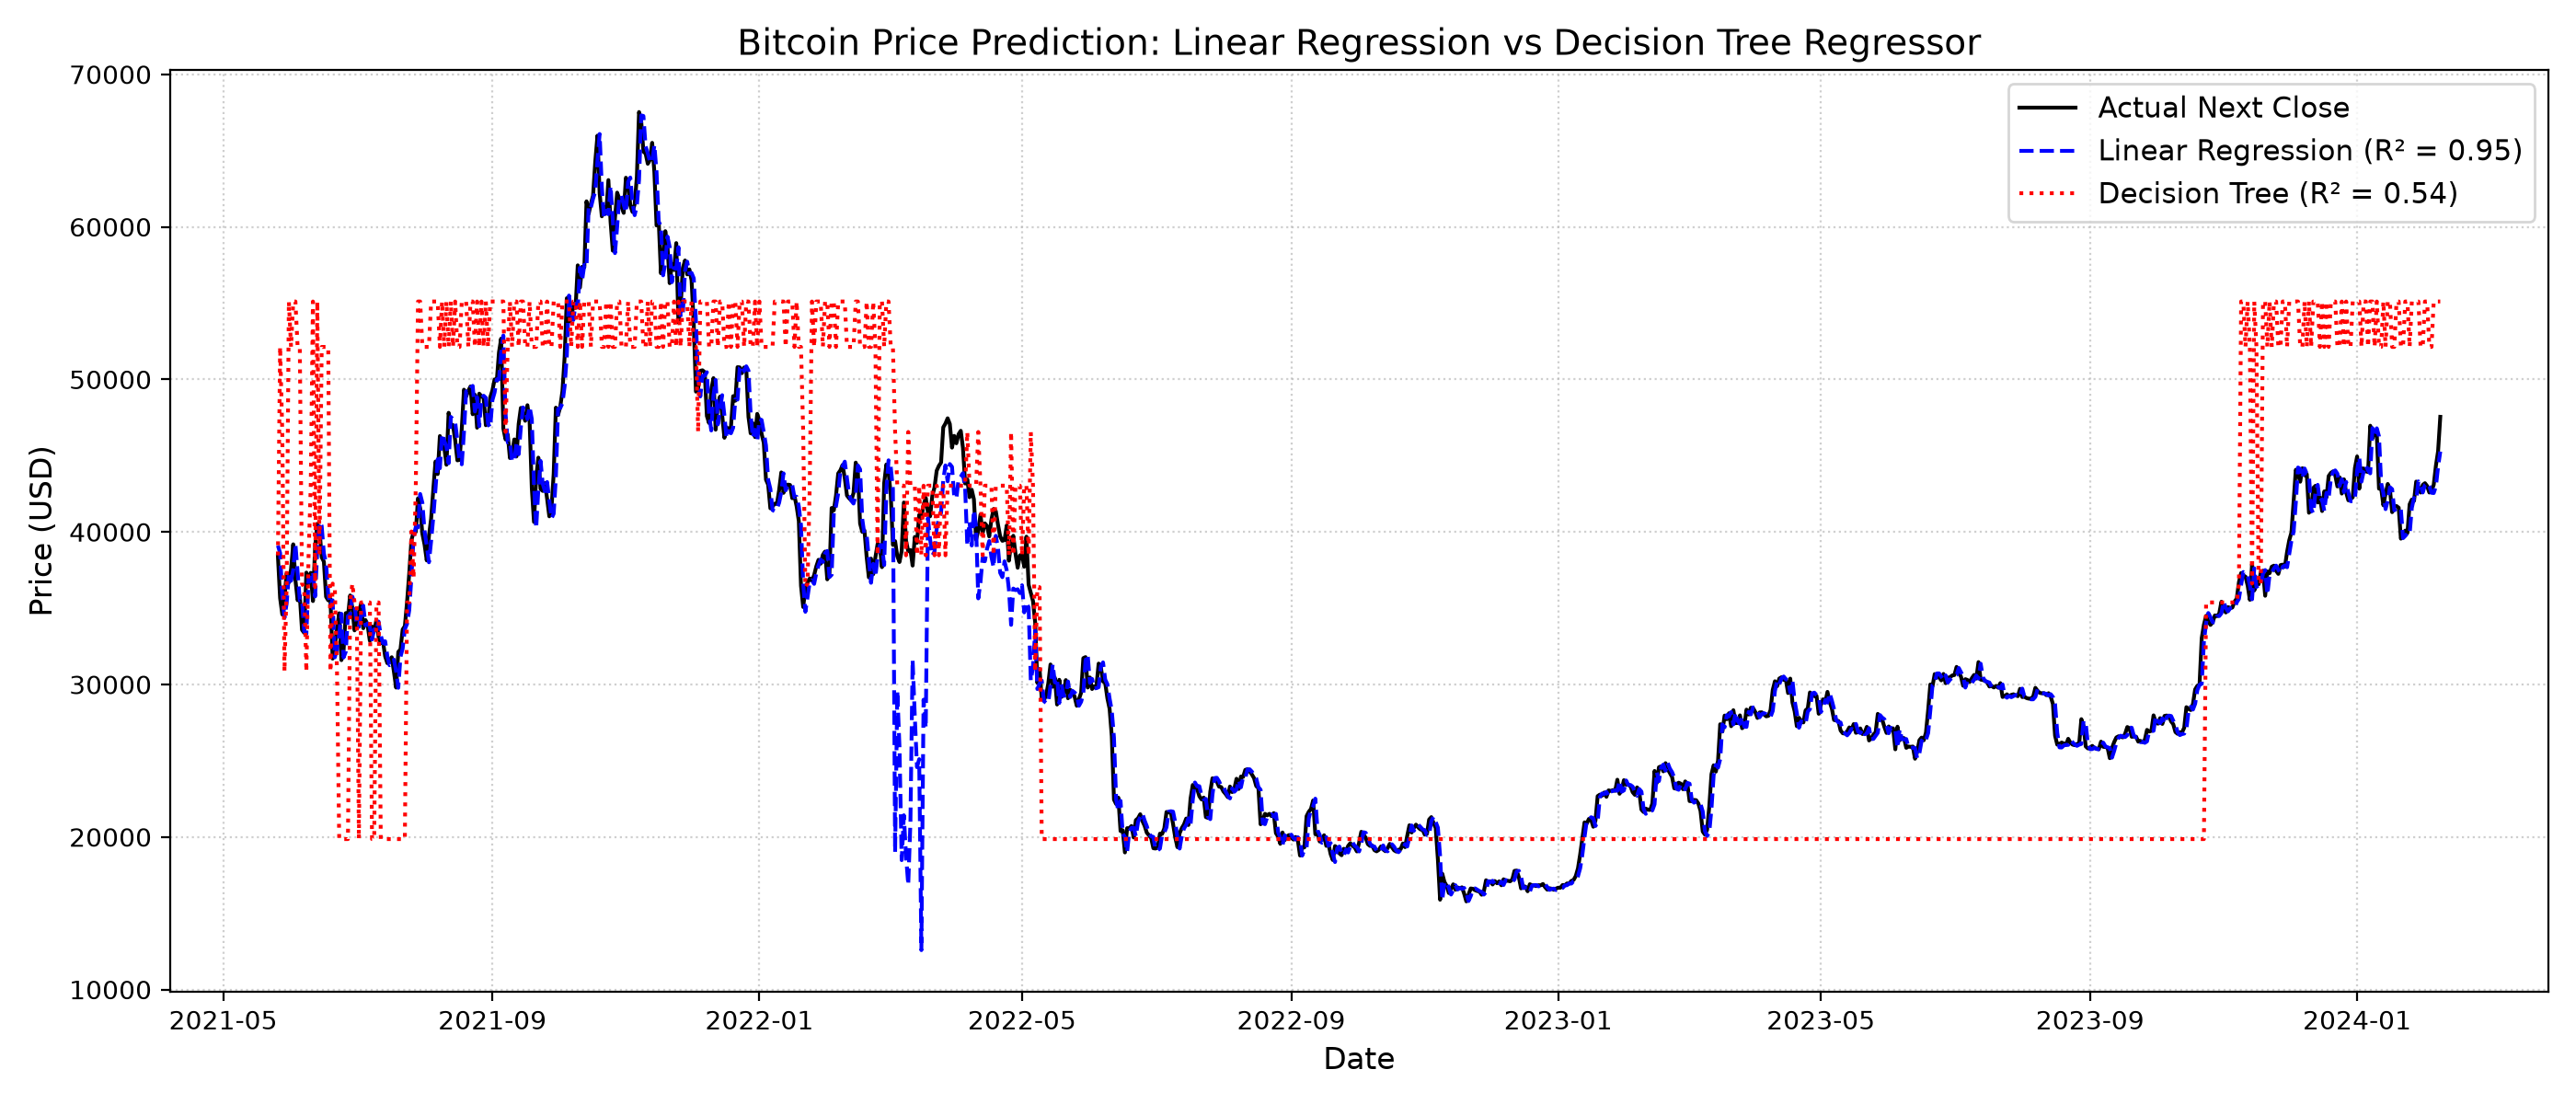 Bitcoin Price Prediction: Linear Regression vs Decision Tree Regressor
Actual Next Close
Linear Regression (R² = 0.95)
Decision Tree (R² = 0.54)
Price (USD)
70000
60000
50000
40000
30000
20000
10000
2021-05
2021-09
2022-01
2022-05
2022-09
2023-01
2023-05
2023-09
2024-01
Date